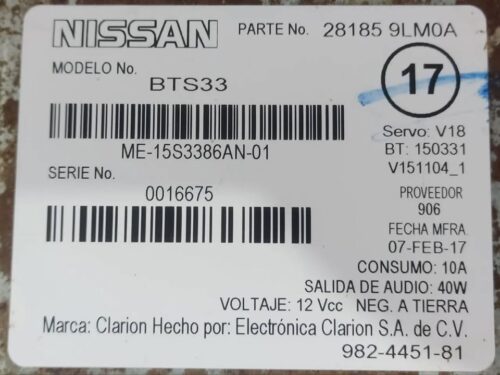 NISSAN PARTE No. 28185 9LM0A
MODELO No.
BTS33
17
ME-15S3386AN-01
Servo: V18
BT: 150331
V151104_1
SERIE No.
0016675
PROVEEDOR
906
FECHA MFRA.
07-FEB-17
CONSUMO: 10A
SALIDA DE AUDIO: 40W
VOLTAJE: 12 Vcc NEG. A TIERRA
Marca: Clarion Hecho por: Electrónica Clarion S.A. de C.V.
982-4451-81